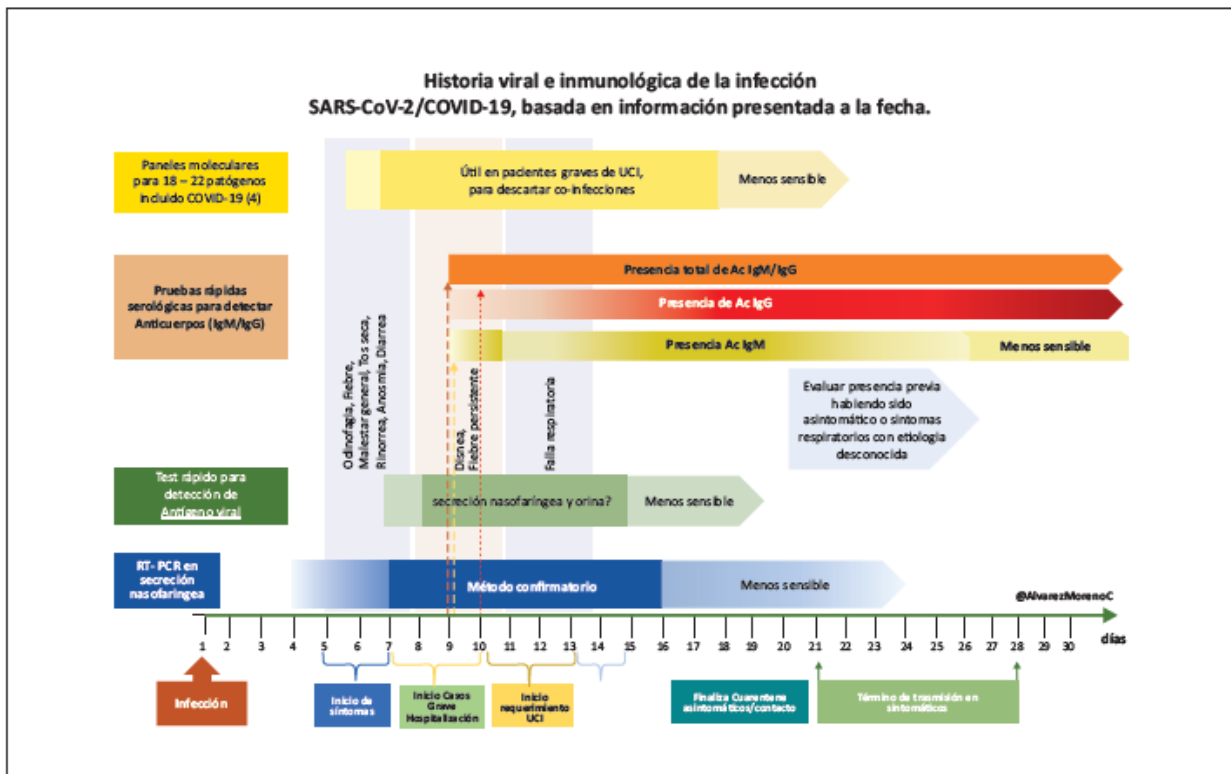 Historia viral e inmunológica de la infección
SARS-CoV-2/COVID-19, basada en información presentada a la fecha.
Paneles moleculares
para 18 – 22 patógenos
incluido COVID-19 (4)
Útil en pacientes graves de UCI,
para descartar co-infecciones
Menos sensible
Pruebas rápidas
serológicas para detectar
Anticuerpos (IgM/IgG)
Presencia total de Ac IgM/IgG
Presencia de Ac IgG
Presencia Ac IgM
Menos sensible
Odinofagia, Fiebre,
Malestar general, Tos seca,
Rinorrea, Anosmia, Diarrea
Disnea,
Fiebre persistente
Falla respiratoria
Evaluar presencia previa
habiendo sido
asintomático o sintomas
respiratorios con etiología
desconocida
Test rápido para
detección de
Antígeno viral
secreción nasofaríngea y orina?
Menos sensible
RT- PCR en
secreción
nasofaringea
Método confirmatorio
Menos sensible
@AlvarezMorenoC
días
1 2 3 4 5 6 7 8 9 10 11 12 13 14 15 16 17 18 19 20 21 22 23 24 25 26 27 28 29 30
Infección
Inicio de
síntomas
Inicio Casos
Grave
Hospitalización
Inicio
requerimiento
UCI
Finaliza Cuarentene
asintomáticos/contacto
Término de trasmisión en
sintomáticos